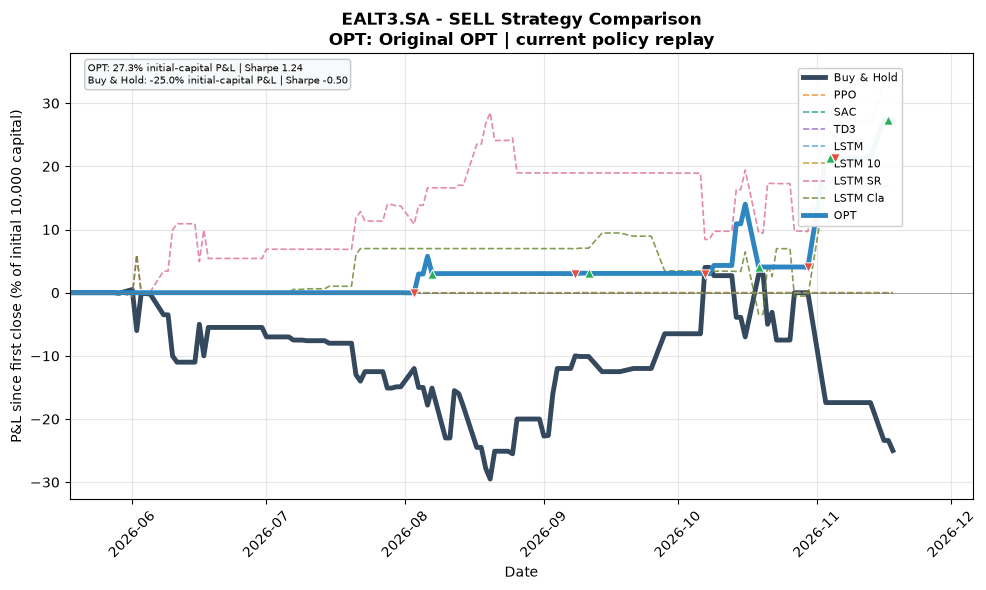 EALT3.SA - SELL Strategy Comparison
OPT: Original OPT | current policy replay
OPT: 27.3% initial-capital P&L | Sharpe 1.24
Buy & Hold: -25.0% initial-capital P&L | Sharpe -0.50
Buy & Hold
PPO
SAC
TD3
LSTM
LSTM 10
LSTM SR
LSTM Cla
OPT
P&L since first close (% of initial 10,000 capital)
30
20
10
0
−10
−20
−30
2026-06
2026-07
2026-08
2026-09
2026-10
2026-11
2026-12
Date